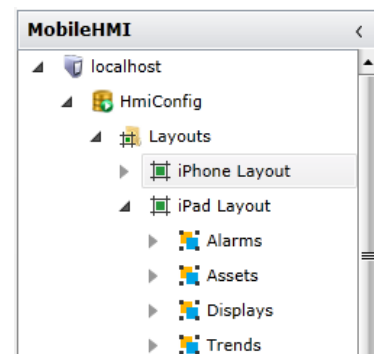 MobileHMI
localhost
HmiConfig
Layouts
iPhone Layout
iPad Layout
Alarms
Assets
Displays
Trends